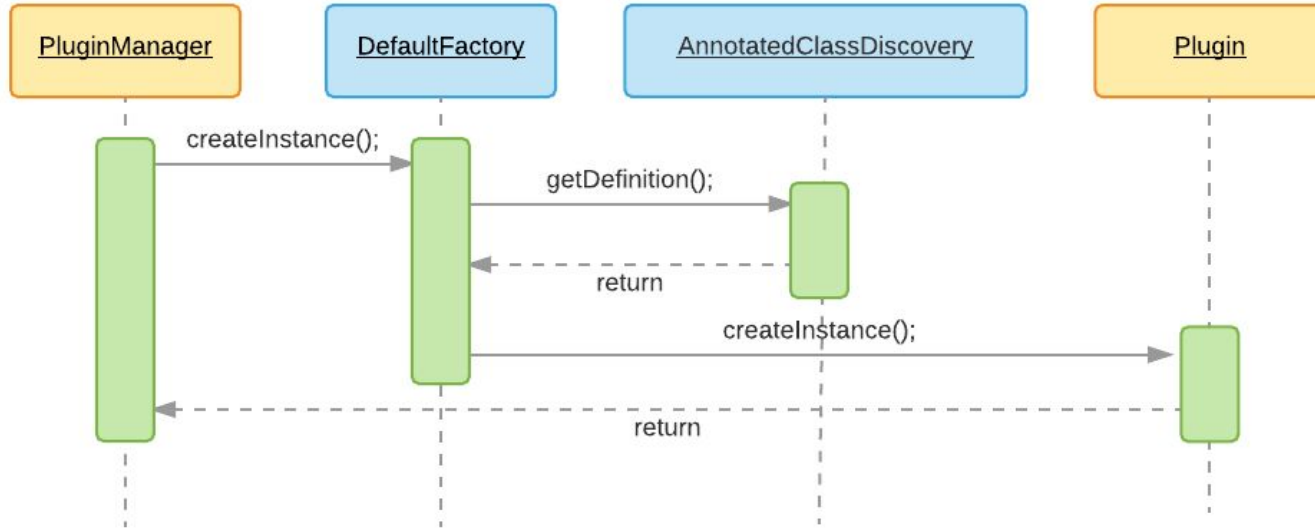 PluginManager
DefaultFactory
AnnotatedClassDiscovery
Plugin
createInstance();
getDefinition();
return
createInstance();
return